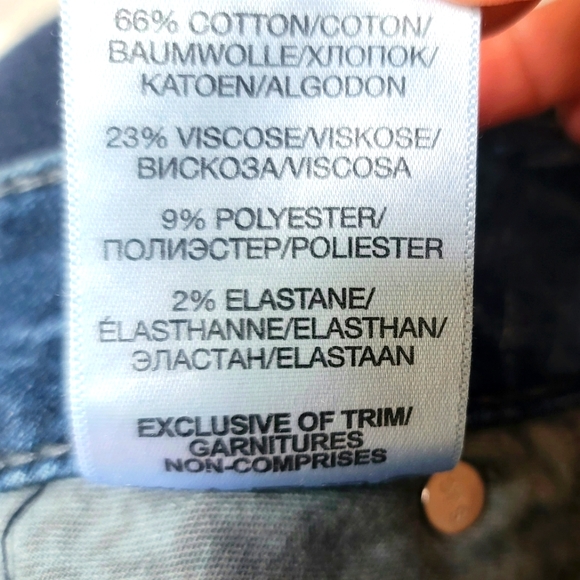 66% COTTON/COTON/
BAUMWOLLE/ХЛОПОК/
KATOEN/ALGODON
23% VISCOSE/VISKOSE/
ВИСКОЗА/VISCOSA
9% POLYESTER/
ПОЛИЭСТЕР/POLIESTER
2% ELASTANE/
ÉLASTHANNE/ELASTHAN/
ЭЛАСТАН/ELASTAAN
EXCLUSIVE OF TRIM/
GARNITURES
NON-COMPRISES